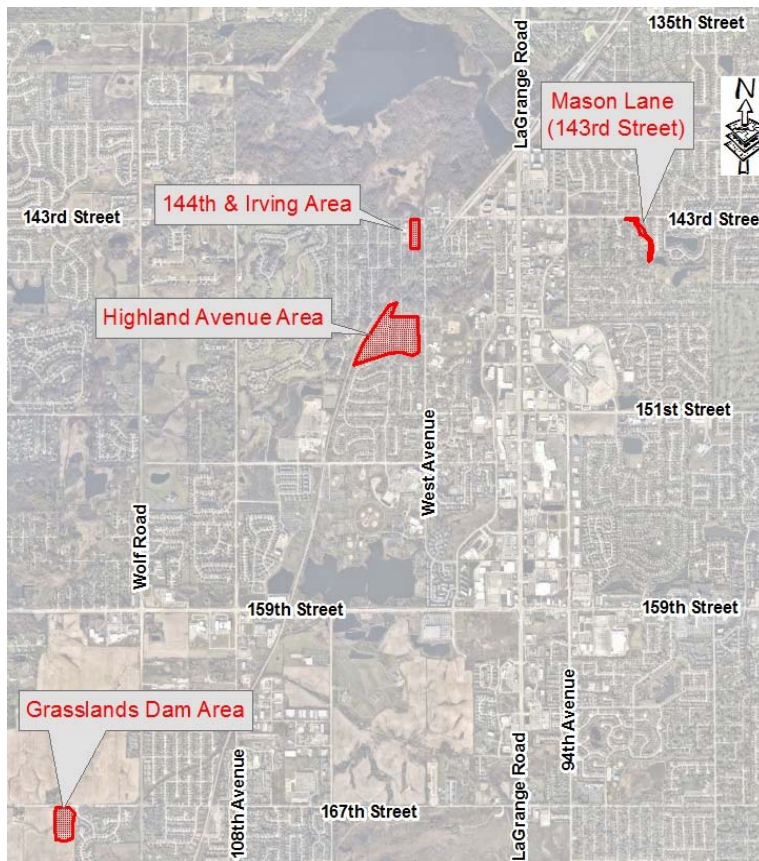 135th Street
LaGrange Road
N
Mason Lane
(143rd Street)
144th & Irving Area
143rd Street
143rd Stree
Highland Avenue Area
151st Street
West Avenue
Wolf Road
159th Street
159th Street
Grasslands Dam Area
94th Avenue
LaGrange Road
108th Avenue
167th Street